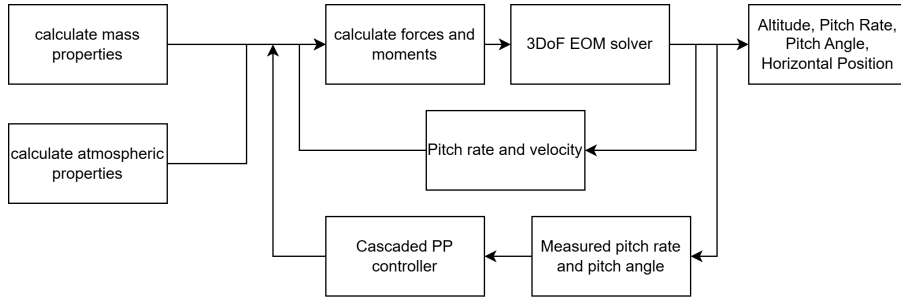 calculate mass
properties
calculate forces and
moments
3DoF EOM solver
Altitude, Pitch Rate,
Pitch Angle,
Horizontal Position
calculate atmospheric
properties
Pitch rate and velocity
Cascaded PP
controller
Measured pitch rate
and pitch angle